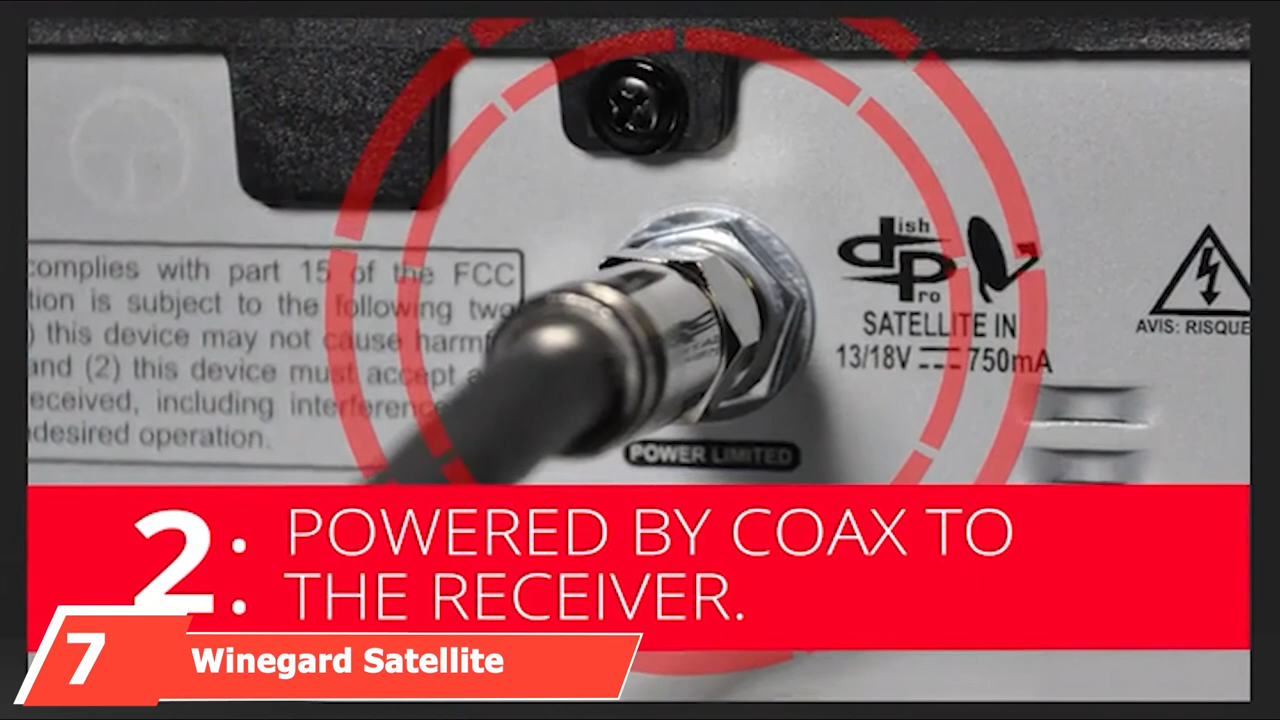 complies with part 15 of the FCC
tion is subject to the following two
) this device may not cause harmf
and (2) this device must accept a
eceived, including interference
desired operation.
dish
Pro
SATELLITE IN
13/18V 750mA
AVIS: RISQUE
POWER LIMITED
2: POWERED BY COAX TO
THE RECEIVER.
7 Winegard Satellite